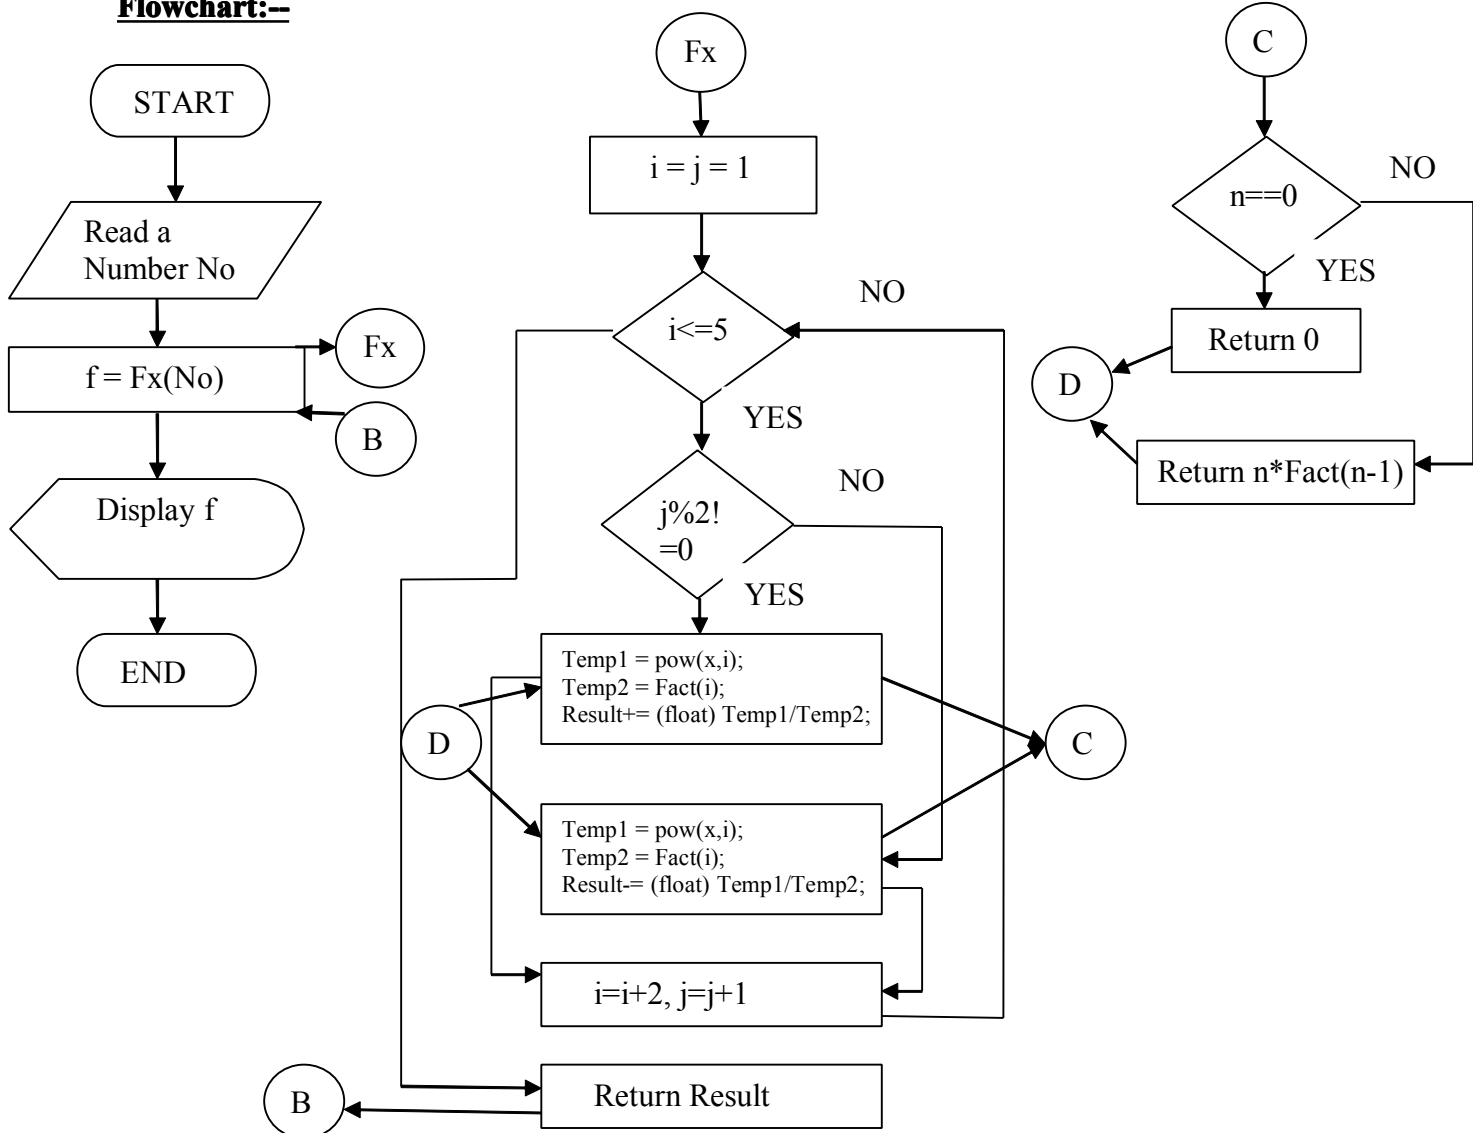 Flowchart:--
START
Read a
Number No
f = Fx(No)
Fx
B
Display f
END
Fx
i = j = 1
i<=5
NO
YES
j%2!
=0
NO
YES
Temp1 = pow(x,i);
Temp2 = Fact(i);
Result+= (float) Temp1/Temp2;
D
C
Temp1 = pow(x,i);
Temp2 = Fact(i);
Result-= (float) Temp1/Temp2;
i=i+2, j=j+1
Return Result
B
C
n==0
NO
YES
Return 0
D
Return n*Fact(n-1)